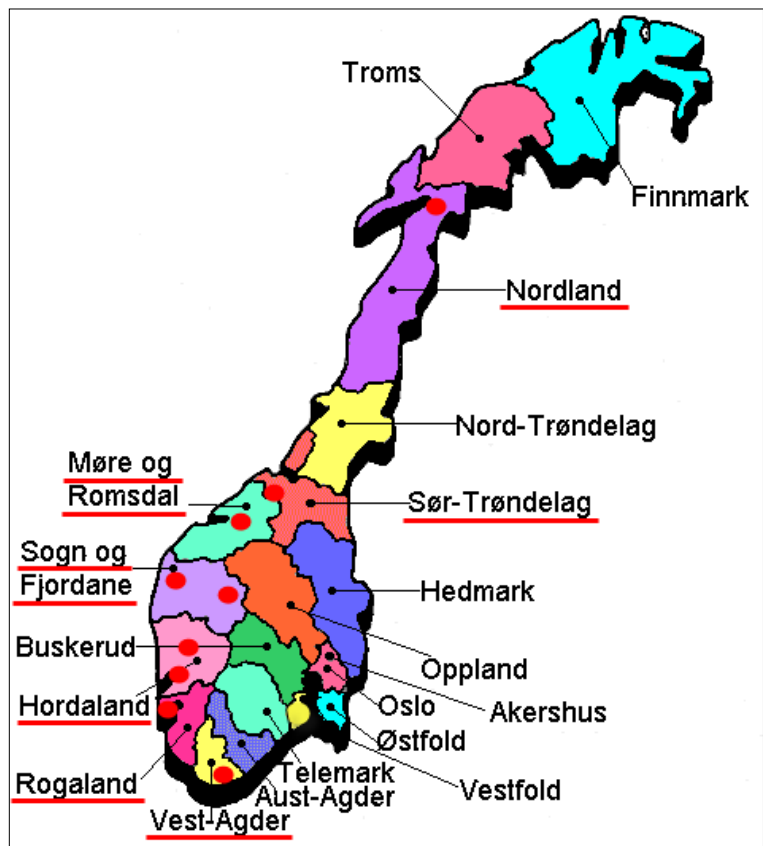 Troms
Finnmark
Nordland
Nord-Trøndelag
Møre og
Romsdal
Sør-Trøndelag
Sogn og
Fjordane
Hedmark
Buskerud
Oppland
Hordaland
Oslo
Akershus
Østfold
Rogaland
Telemark
Vestfold
Aust-Agder
Vest-Agder